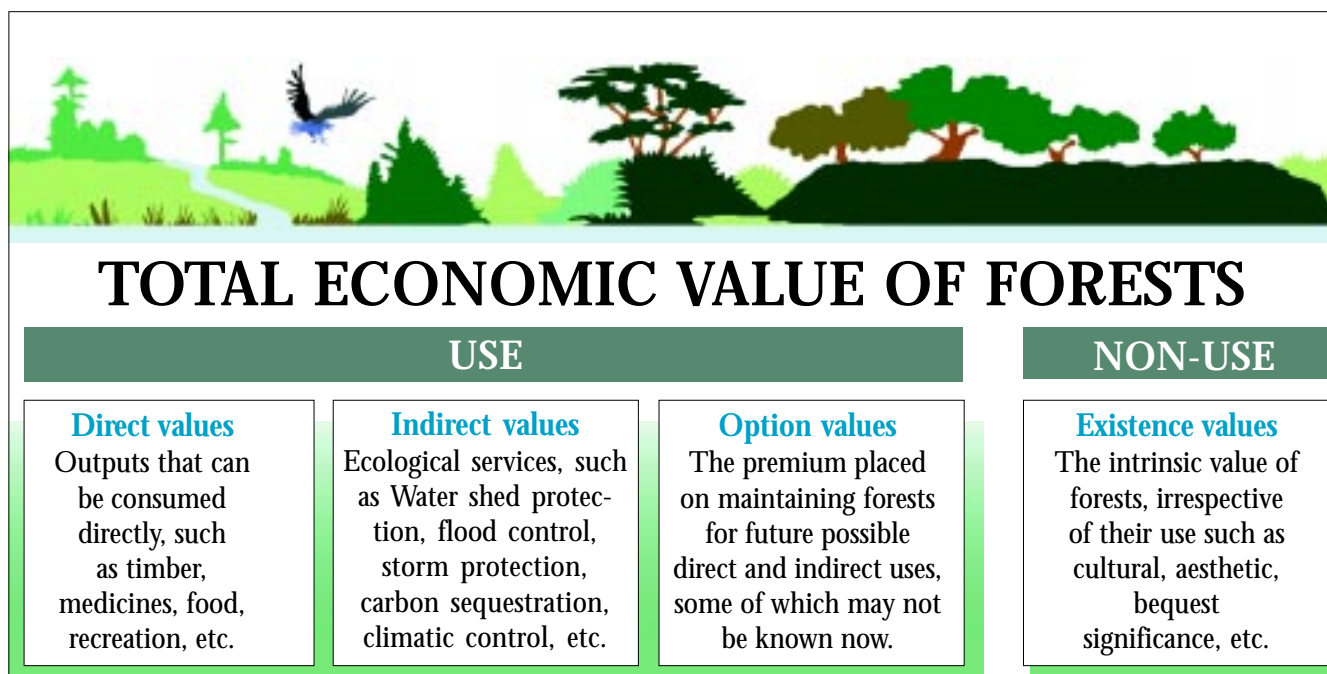 TOTAL ECONOMIC VALUE OF FORESTS
USE
Direct values
Outputs that can
be consumed
directly, such
as timber,
medicines, food,
recreation, etc.
Indirect values
Ecological services, such
as Water shed protec-
tion, flood control,
storm protection,
carbon sequestration,
climatic control, etc.
Option values
The premium placed
on maintaining forests
for future possible
direct and indirect uses,
some of which may not
be known now.
NON-USE
Existence values
The intrinsic value of
forests, irrespective
of their use such as
cultural, aesthetic,
bequest
significance, etc.